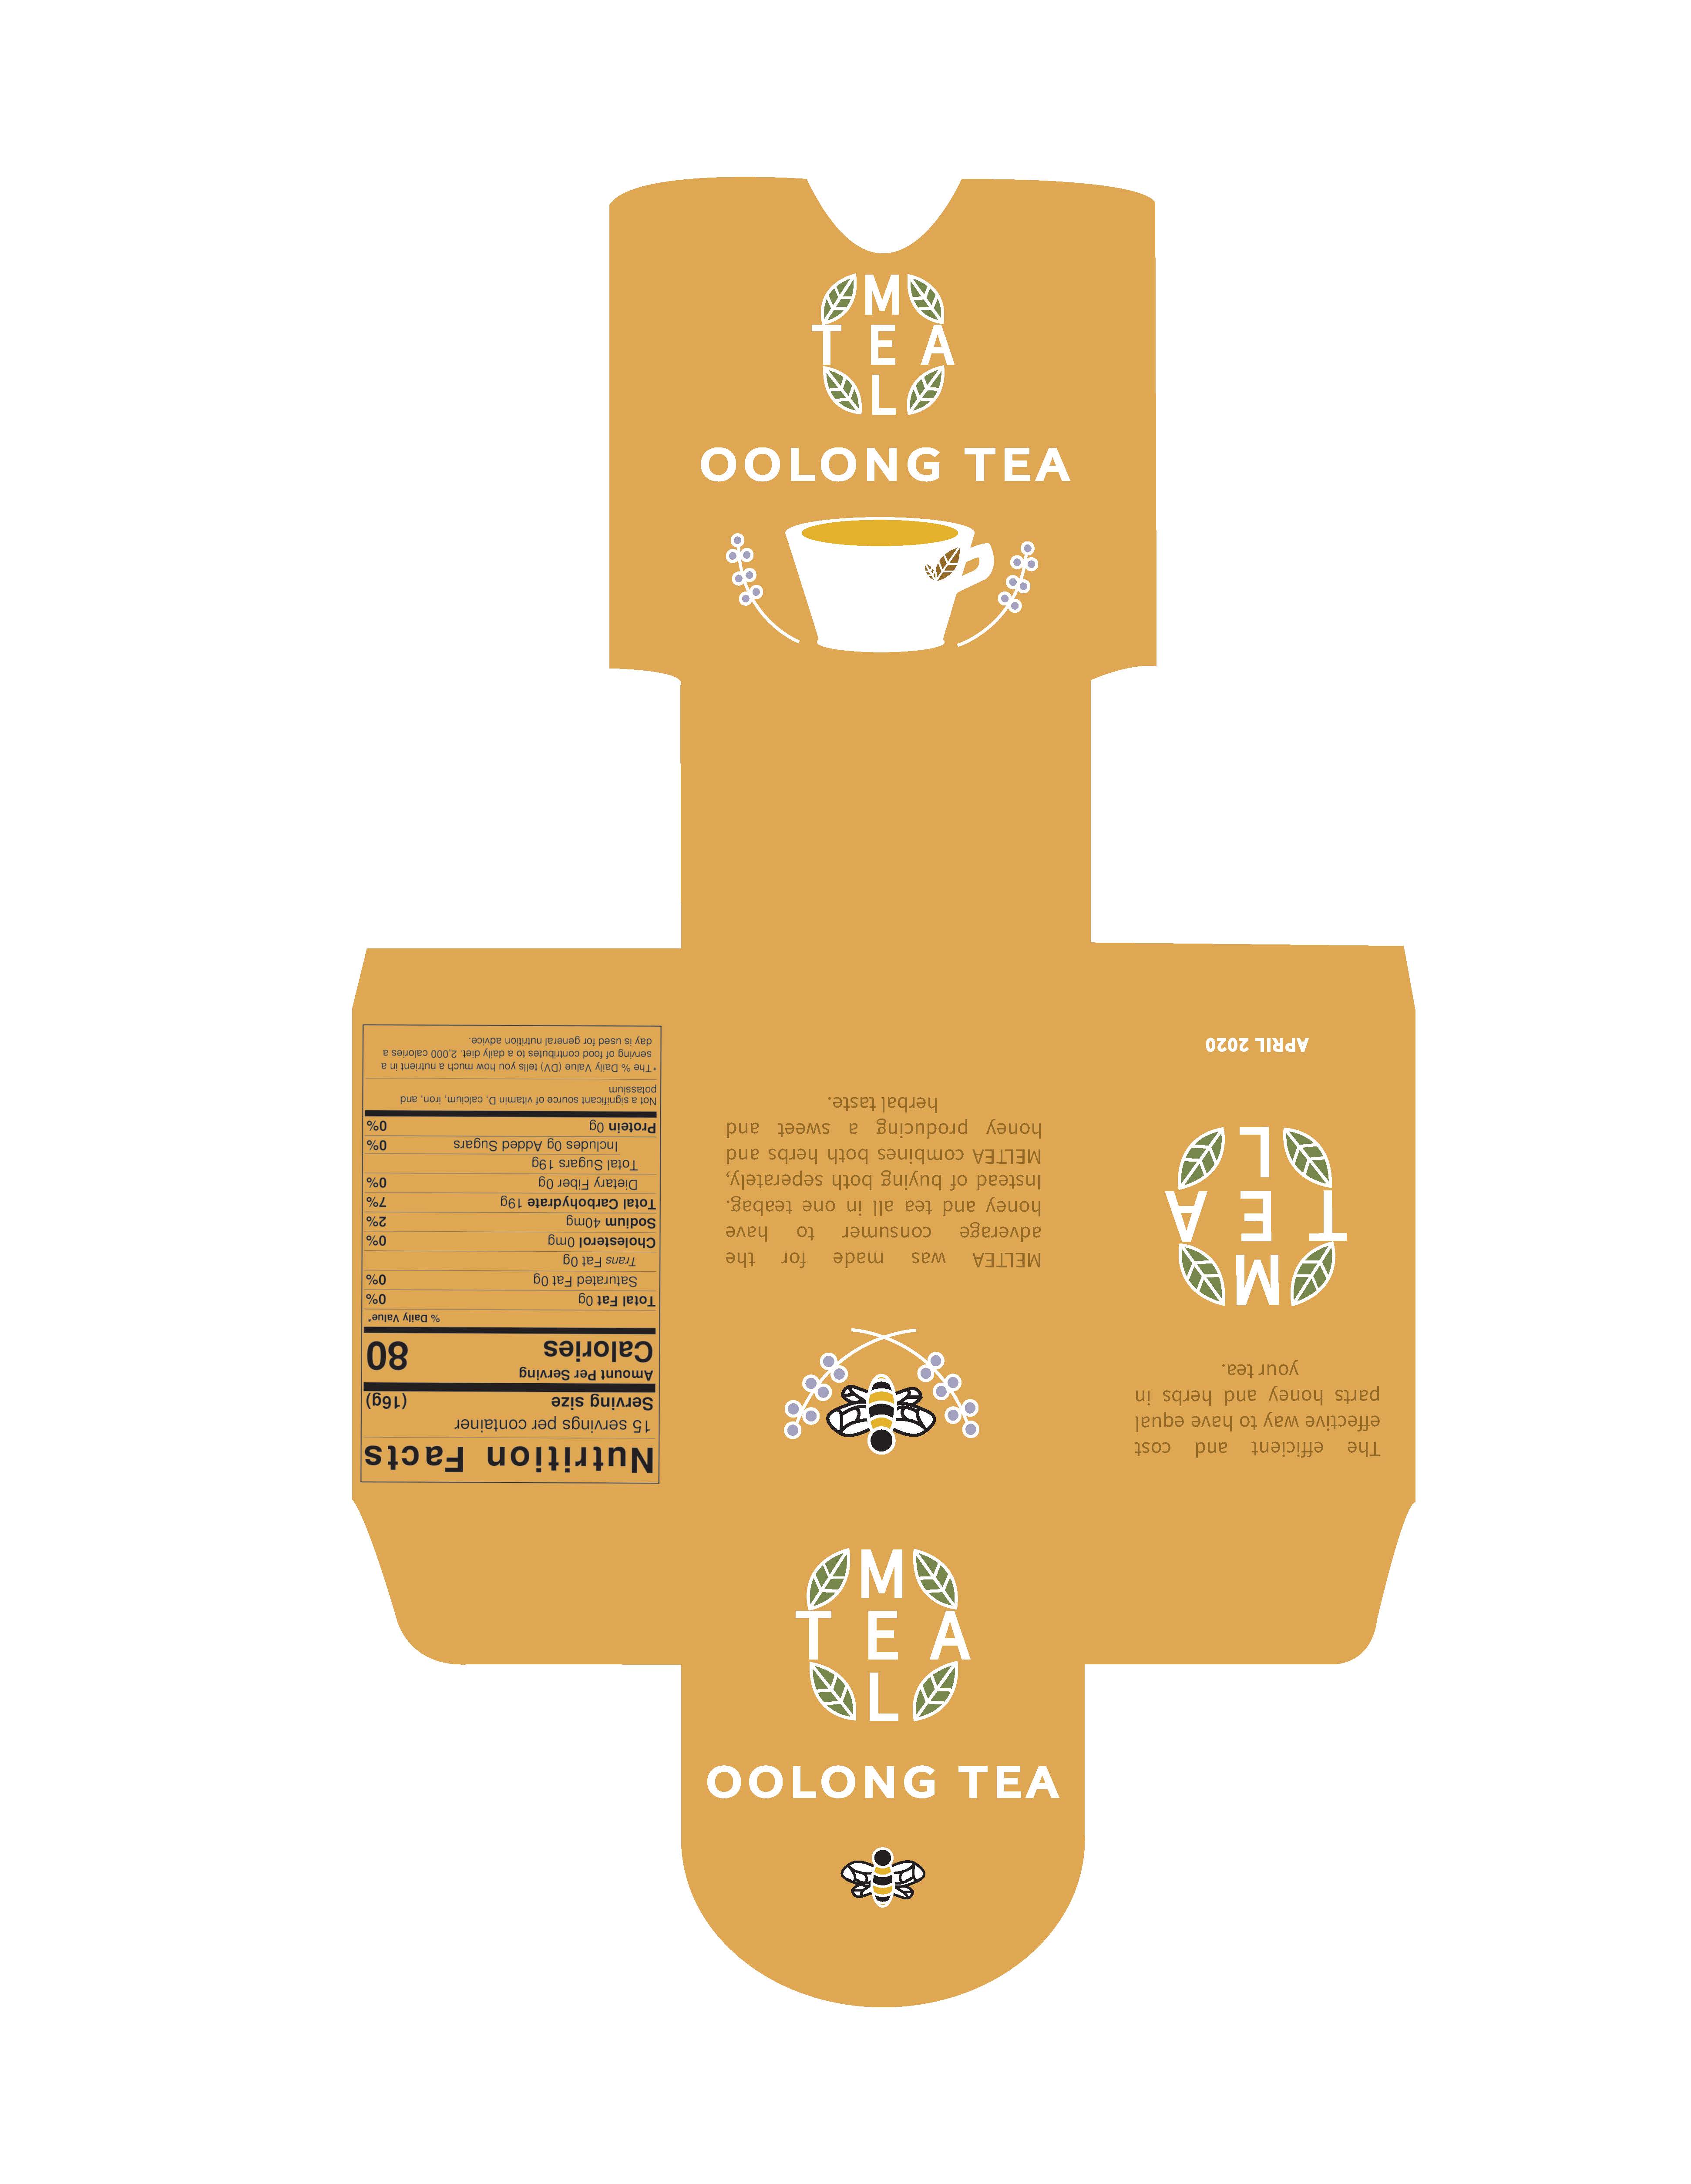 M
T E A
L
OOLONG TEA
Nutrition Facts
15 servings per container
Serving size (16g)
Amount Per Serving
Calories 80
% Daily Value*
Total Fat 0g 0%
Saturated Fat 0g 0%
Trans Fat 0g
Cholesterol 0mg 0%
Sodium 40mg 2%
Total Carbohydrate 19g 7%
Dietary Fiber 0g 0%
Total Sugars 19g
Includes 0g Added Sugars 0%
Protein 0g 0%
Not a significant source of vitamin D, calcium, iron, and
potassium
*The % Daily Value (DV) tells you how much a nutrient in a
serving of food contributes to a daily diet. 2,000 calories a
day is used for general nutrition advice.
MELTEA was made for the
adverage consumer to have
honey and tea all in one teabag.
Instead of buying both seperately,
MELTEA combines both herbs and
honey producing a sweet and
herbal taste.
The efficient and cost
effective way to have equal
parts honey and herbs in
your tea.
M
T E A
L
APRIL 2020
M
T E A
L
OOLONG TEA